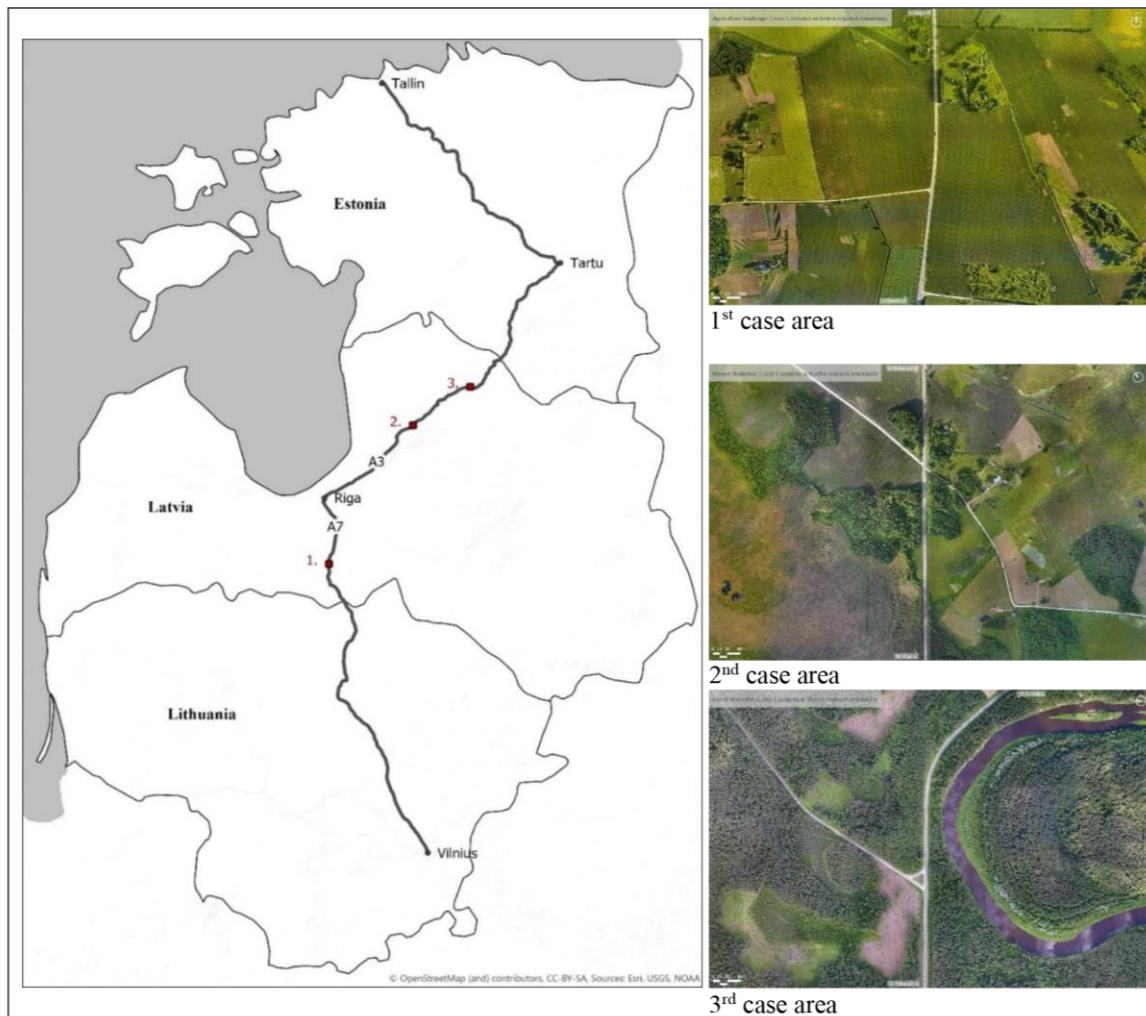 Tallin
Estonia
Tartu
3.
2.
A3
Riga
Latvia
A7
1.
Lithuania
Vilnius
© OpenStreetMap (and) contributors, CC-BY-SA, Sources: Esri, USGS, NOAA
1st case area
2nd case area
3rd case area